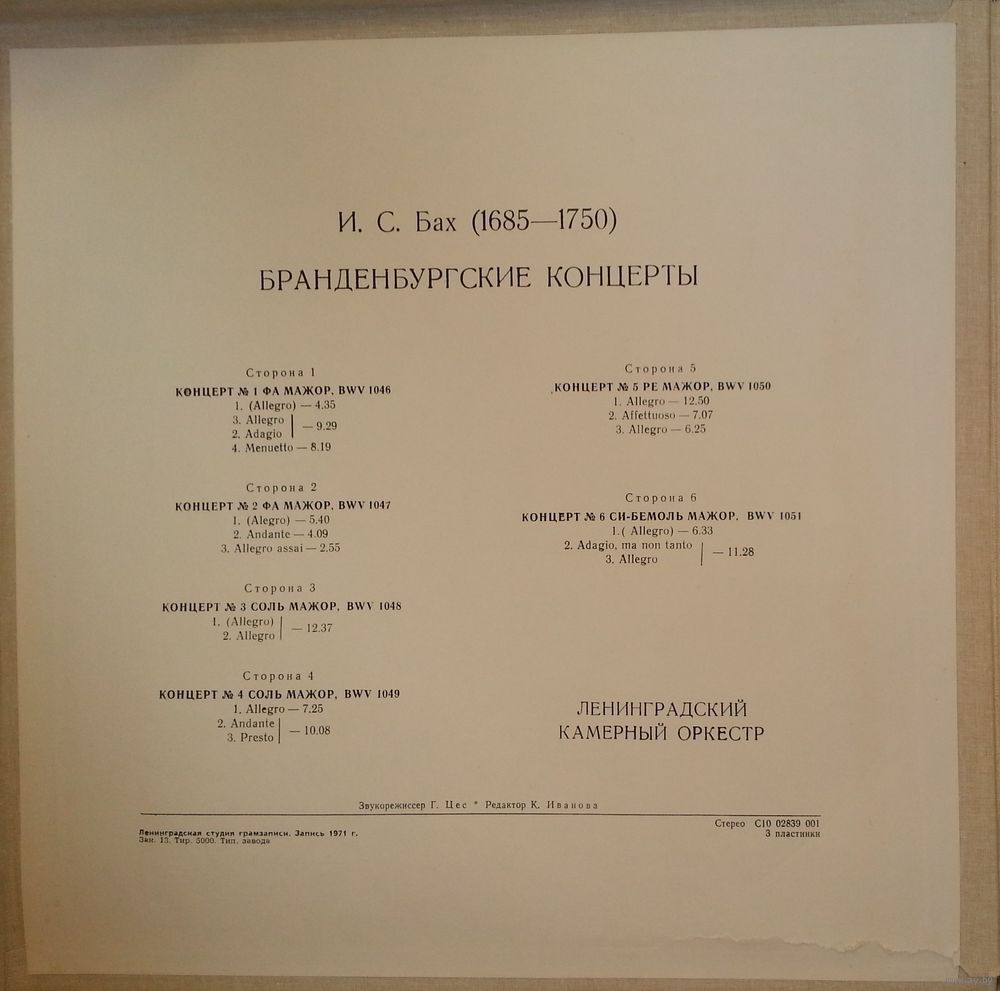 И. С. Бах (1685—1750)
БРАНДЕНБУРГСКИЕ КОНЦЕРТЫ
Сторона 1
КОНЦЕРТ № 1 ФА МАЖОР, BWV 1046
1. (Allegro) — 4.35
3. Allegro
2. Adagio
— 9.29
4. Menuetto — 8.19
Сторона 2
КОНЦЕРТ № 2 ФА МАЖОР, BWV 1047
1. (Alegro) — 5.40
2. Andante — 4.09
3. Allegro assai — 2.55
Сторона 3
КОНЦЕРТ № 3 СОЛЬ МАЖОР, BWV 1048
1. (Allegro)
2. Allegro
— 12.37
Сторона 4
КОНЦЕРТ № 4 СОЛЬ МАЖОР, BWV 1049
1. Allegro — 7.25
2. Andante
3. Presto
— 10.08
Сторона 5
КОНЦЕРТ № 5 РЕ МАЖОР, BWV 1050
1. Allegro — 12.50
2. Affettuoso — 7.07
3. Allegro — 6.25
Сторона 6
КОНЦЕРТ № 6 СИ-БЕМОЛЬ МАЖОР, BWV 1051
1.( Allegro) — 6.33
2. Adagio, ma non tanto
3. Allegro
— 11.28
ЛЕНИНГРАДСКИЙ
КАМЕРНЫЙ ОРКЕСТР
Звукорежиссер Г. Цес * Редактор К. Иванова
Ленинградская студия грамзаписи. Запись 1971 г.
Зак. 13. Тир. 5000. Тип. завода
Стерео С10 02839 001
3 пластинки